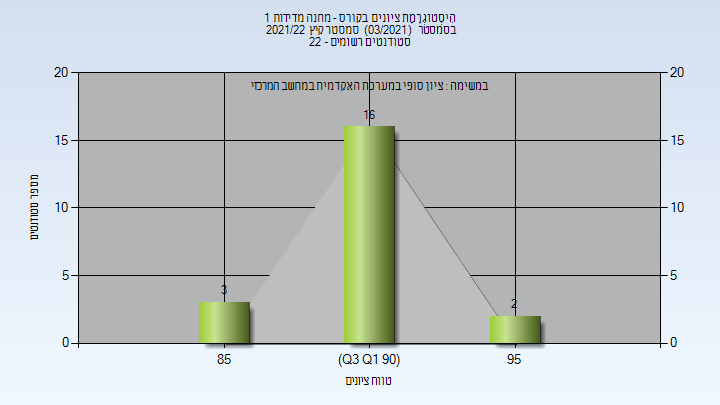 היסטוגרמת ציונים בקורס - מחנה מדידות 1
בסמסטר (03/2021) סמסטר קיץ 2021/22
סטודנטים רשומים - 22
במשימה : ציון סופי במערכת האקדמית במחשב המרכזי
מספר סטודנטים
20
15
10
5
0
20
15
10
5
0
3
16
2
85
(Q3 Q1 90)
95
טווח ציונים